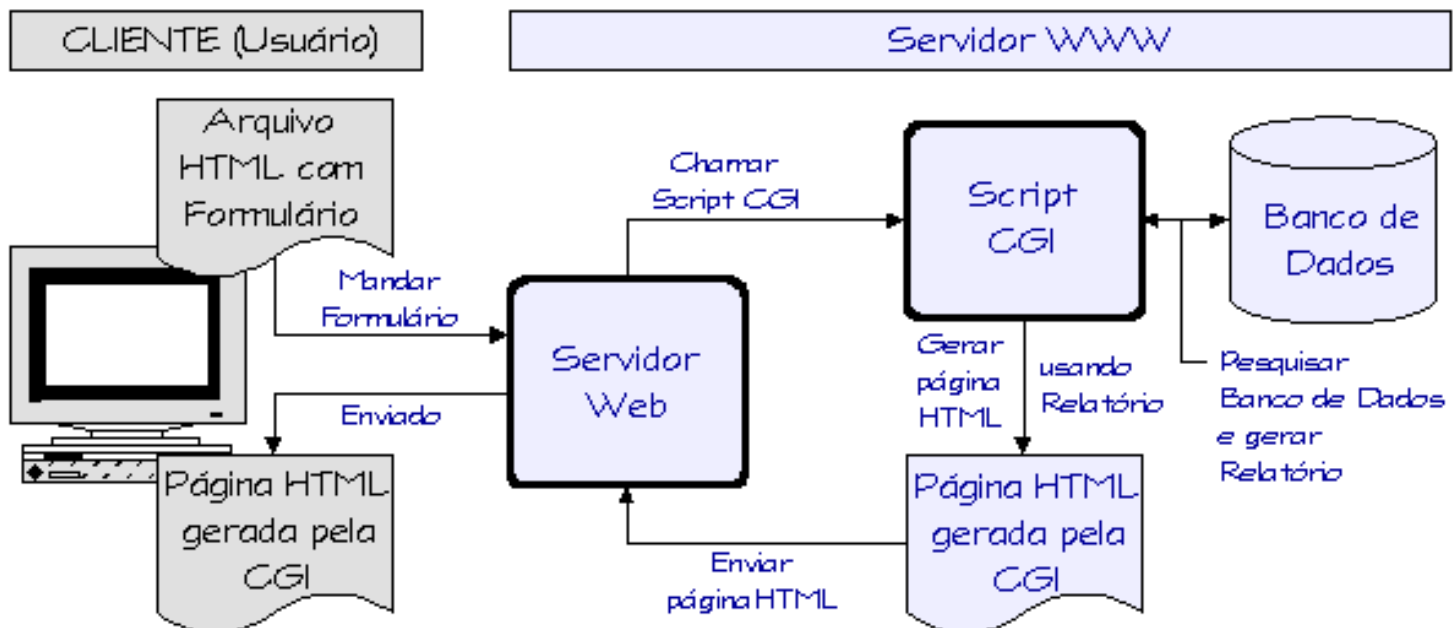 CLIENTE (Usuário)
Servidor WWW
Arquivo
HTML com
Formulário
Mandar
Formulário
Enviado
Página HTML
gerada pela
CGI
Servidor
Web
Chamar
Script CGI
Script
CGI
Banco de
Dados
Gerar
página
HTML
usando
Relatório
Pesquisar
Banco de Dados
e gerar
Relatório
Página HTML
gerada pela
CGI
Enviar
página HTML